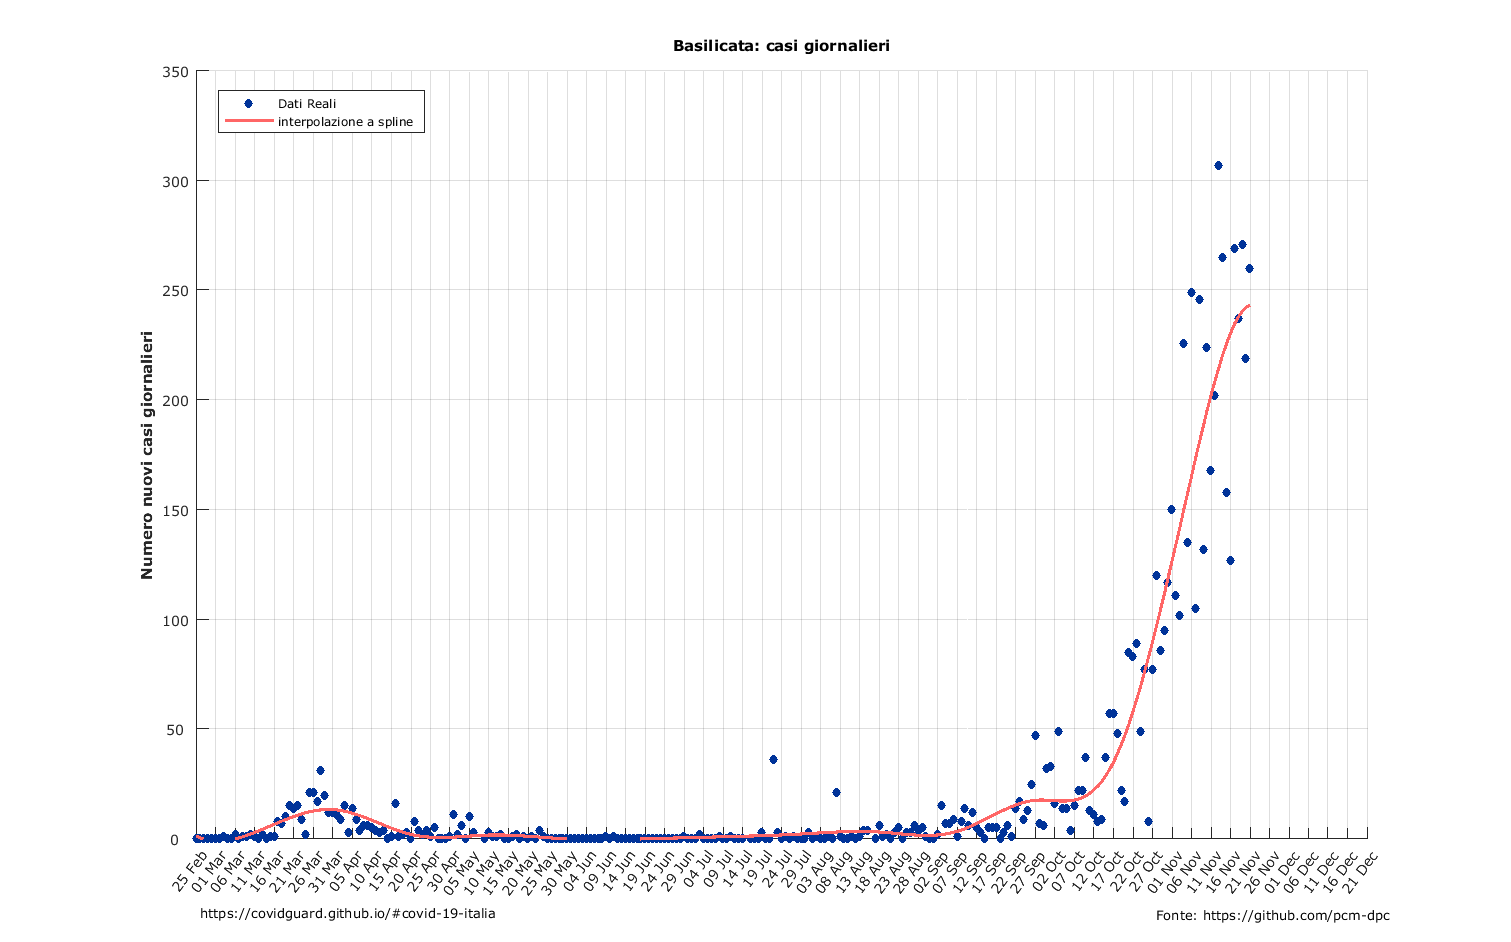 Basilicata: casi giornalieri
Dati Reali
interpolazione a spline
Numero nuovi casi giornalieri
350
300
250
200
150
100
50
0
25 Feb
01 Mar
06 Mar
11 Mar
16 Mar
21 Mar
26 Mar
31 Mar
05 Apr
10 Apr
15 Apr
20 Apr
25 Apr
30 Apr
05 May
10 May
15 May
20 May
25 May
30 May
04 Jun
09 Jun
14 Jun
19 Jun
24 Jun
29 Jun
04 Jul
09 Jul
14 Jul
19 Jul
24 Jul
29 Jul
03 Aug
08 Aug
13 Aug
18 Aug
23 Aug
28 Aug
02 Sep
07 Sep
12 Sep
17 Sep
22 Sep
27 Sep
02 Oct
07 Oct
12 Oct
17 Oct
22 Oct
27 Oct
01 Nov
06 Nov
11 Nov
16 Nov
21 Nov
26 Nov
01 Dec
06 Dec
11 Dec
16 Dec
21 Dec
https://covidguard.github.io/#covid-19-italia
Fonte: https://github.com/pcm-dpc